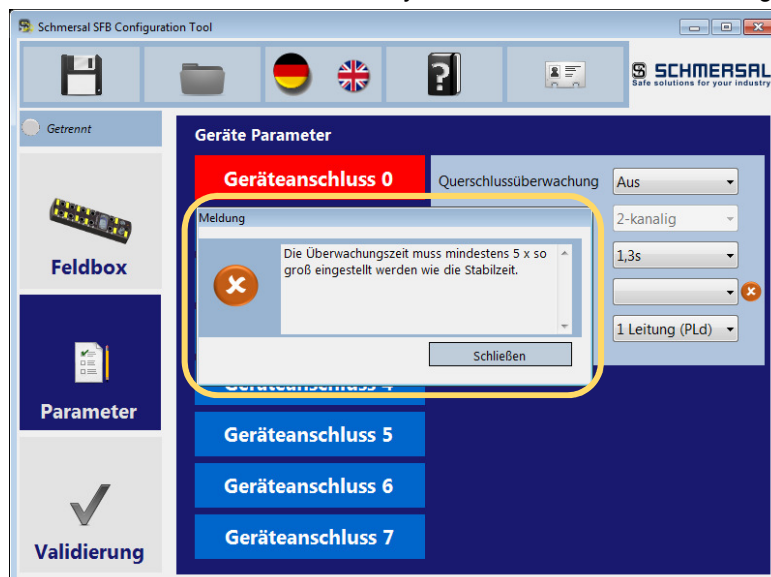 Schmersal SFB Configuration Tool
SCHMERSAL
Safe solutions for your industry
Getrennt
Geräte Parameter
Geräteanschluss 0
Querschlussüberwachung
Aus
2-kanalig
1,3s
1 Leitung (PLd)
Meldung
Die Überwachungszeit muss mindestens 5 x so
groß eingestellt werden wie die Stabilzeit.
Schließen
Feldbox
Parameter
Geräteanschluss 4
Geräteanschluss 5
Geräteanschluss 6
Geräteanschluss 7
Validierung